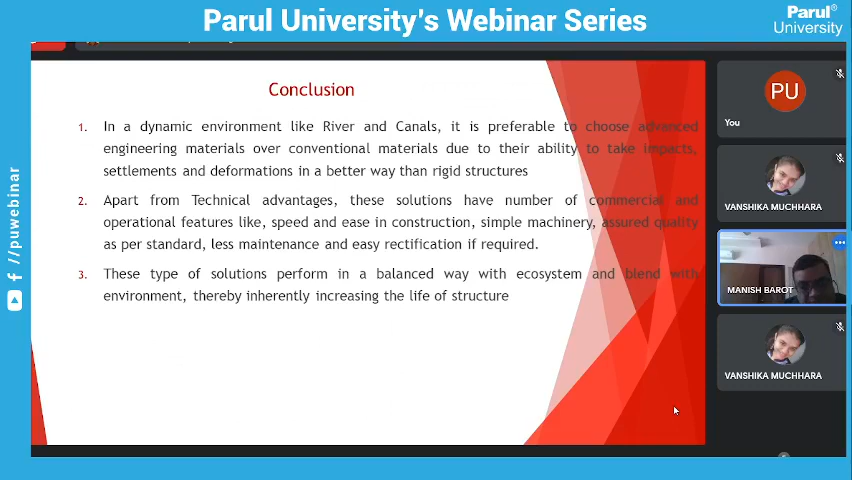 Parul University's Webinar Series
Parul®
University
Conclusion
1. In a dynamic environment like River and Canals, it is preferable to choose advanced
engineering materials over conventional materials due to their ability to take impacts,
settlements and deformations in a better way than rigid structures
2. Apart from Technical advantages, these solutions have number of commercial and
operational features like, speed and ease in construction, simple machinery, assured quality
as per standard, less maintenance and easy rectification if required.
3. These type of solutions perform in a balanced way with ecosystem and blend with
environment, thereby inherently increasing the life of structure
PU
You
VANSHIKA MUCHHARA
MANISH BAROT
VANSHIKA MUCHHARA
//puwebinar